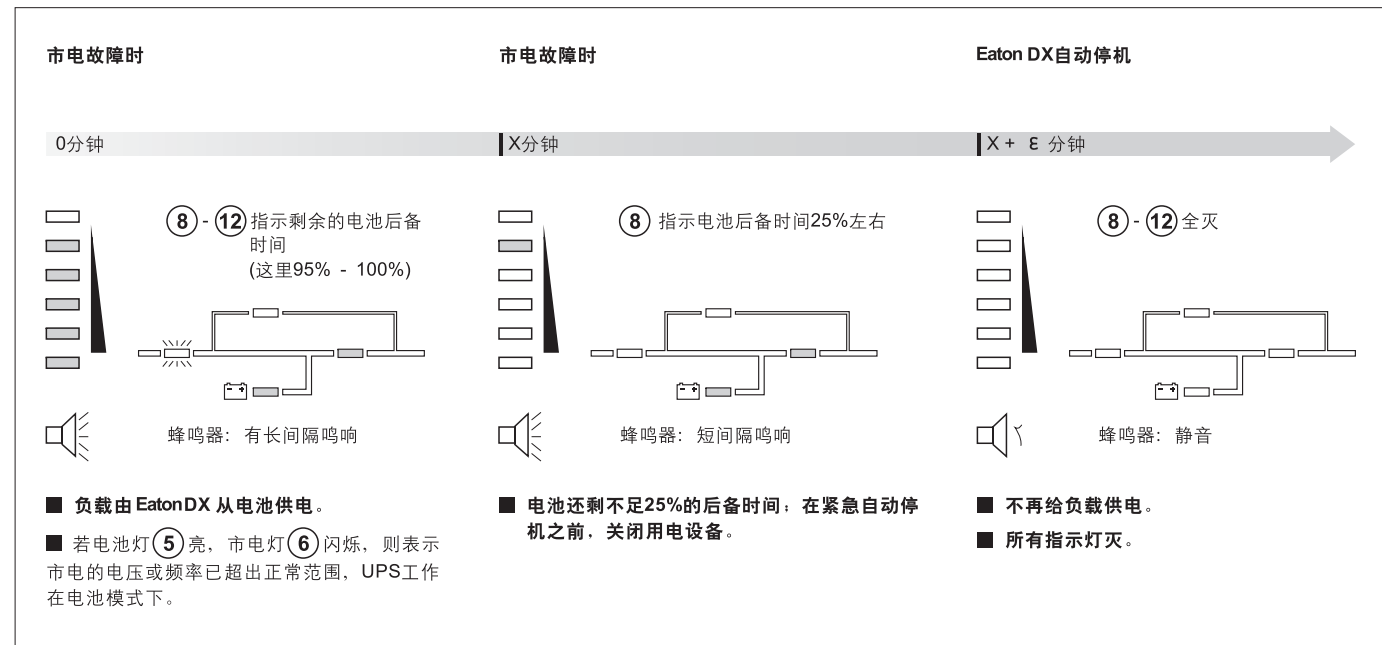 市电故障时
市电故障时
Eaton DX自动停机
0分钟
X分钟
X + ε 分钟
⑧ - ⑫ 指示剩余的电池后备
时间
(这里95% - 100%)
⑧ 指示电池后备时间25%左右
⑧ - ⑫ 全灭
蜂鸣器：有长间隔鸣响
蜂鸣器：短间隔鸣响
蜂鸣器：静音
■ 负载由 EatonDX 从电池供电。
■ 若电池灯⑤亮，市电灯⑥闪烁，则表示
市电的电压或频率已超出正常范围，UPS工作
在电池模式下。
■ 电池还剩不足25%的后备时间：在紧急自动停
机之前，关闭用电设备。
■ 不再给负载供电。
■ 所有指示灯灭。